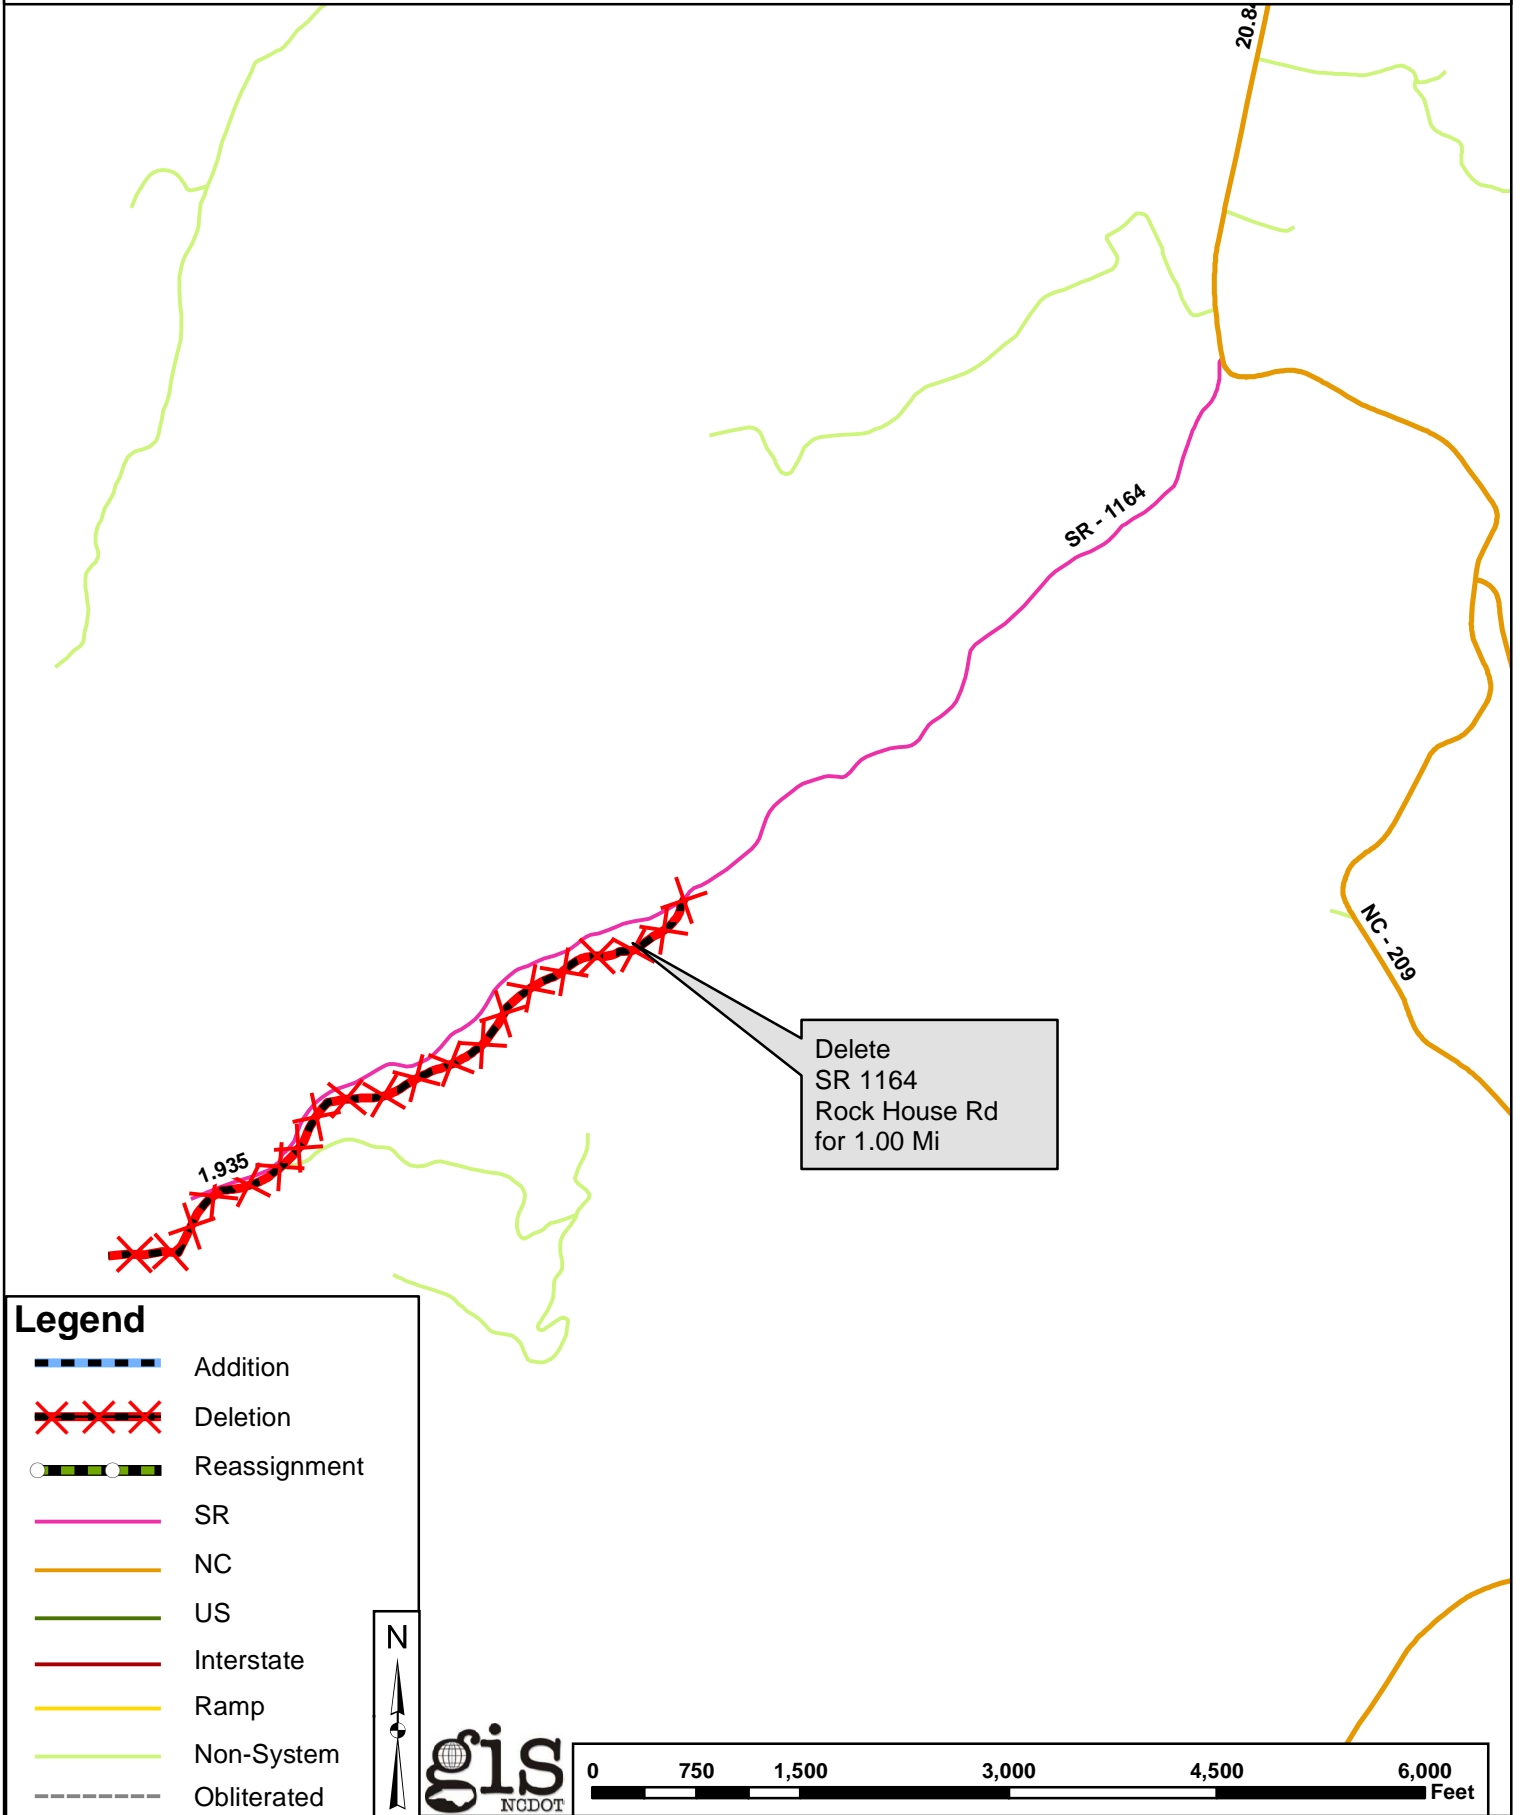 20.84
SR - 1164
NC - 209
Delete
SR 1164
Rock House Rd
for 1.00 Mi
1.935
Legend
Addition
Deletion
Reassignment
SR
NC
US
Interstate
Ramp
Non-System
Obliterated
N
gis
NCDOT
0 750 1,500 3,000 4,500 6,000
Feet